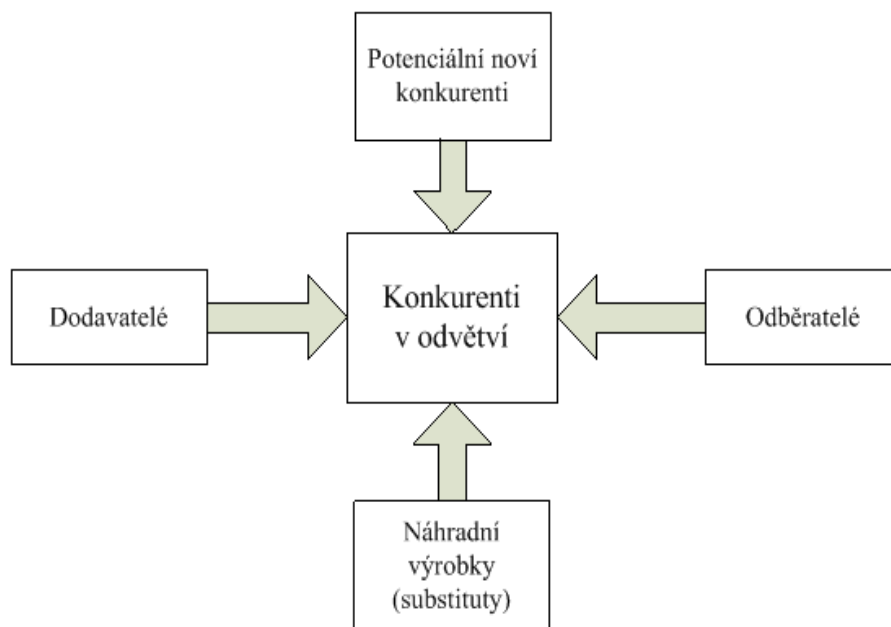 Potenciální noví
konkurenti
Dodavatelé
Konkurenti
v odvětví
Odběratelé
Náhradní
výrobky
(substituty)